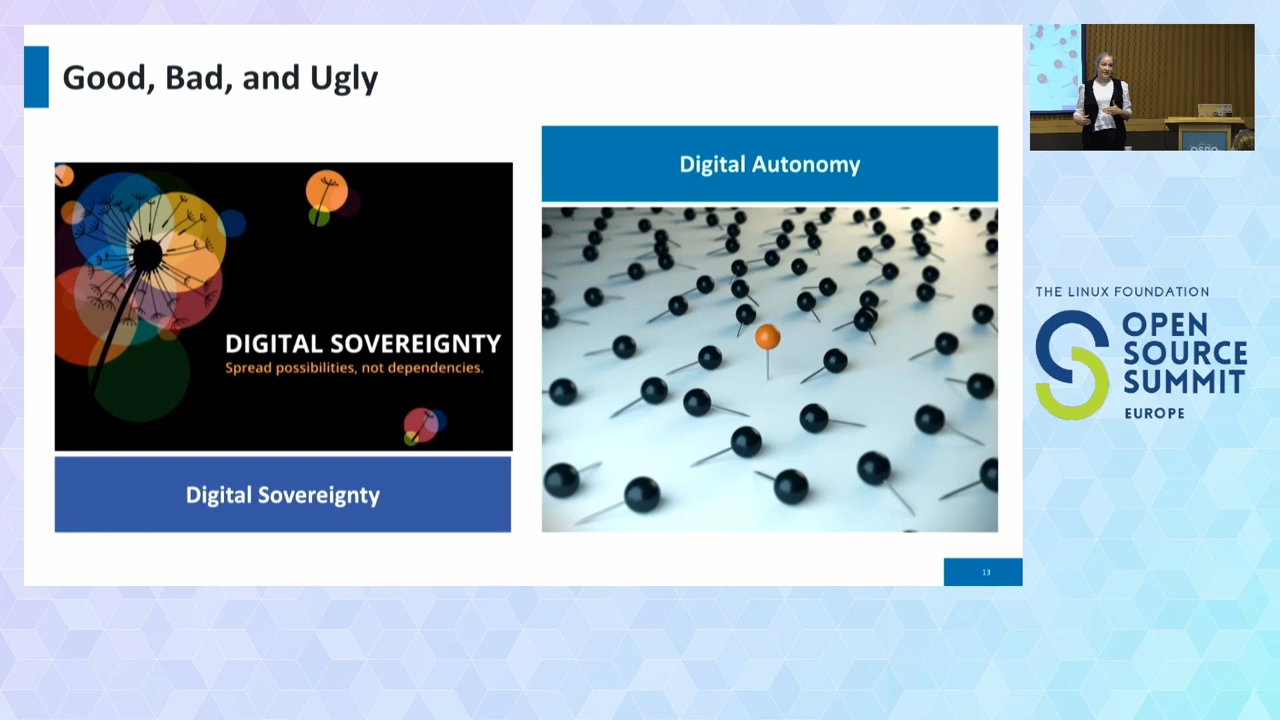 Good, Bad, and Ugly
DIGITAL SOVEREIGNTY
Spread possibilities, not dependencies.
Digital Sovereignty
Digital Autonomy
13
THE LINUX FOUNDATION
OPEN
SOURCE
SUMMIT
EUROPE